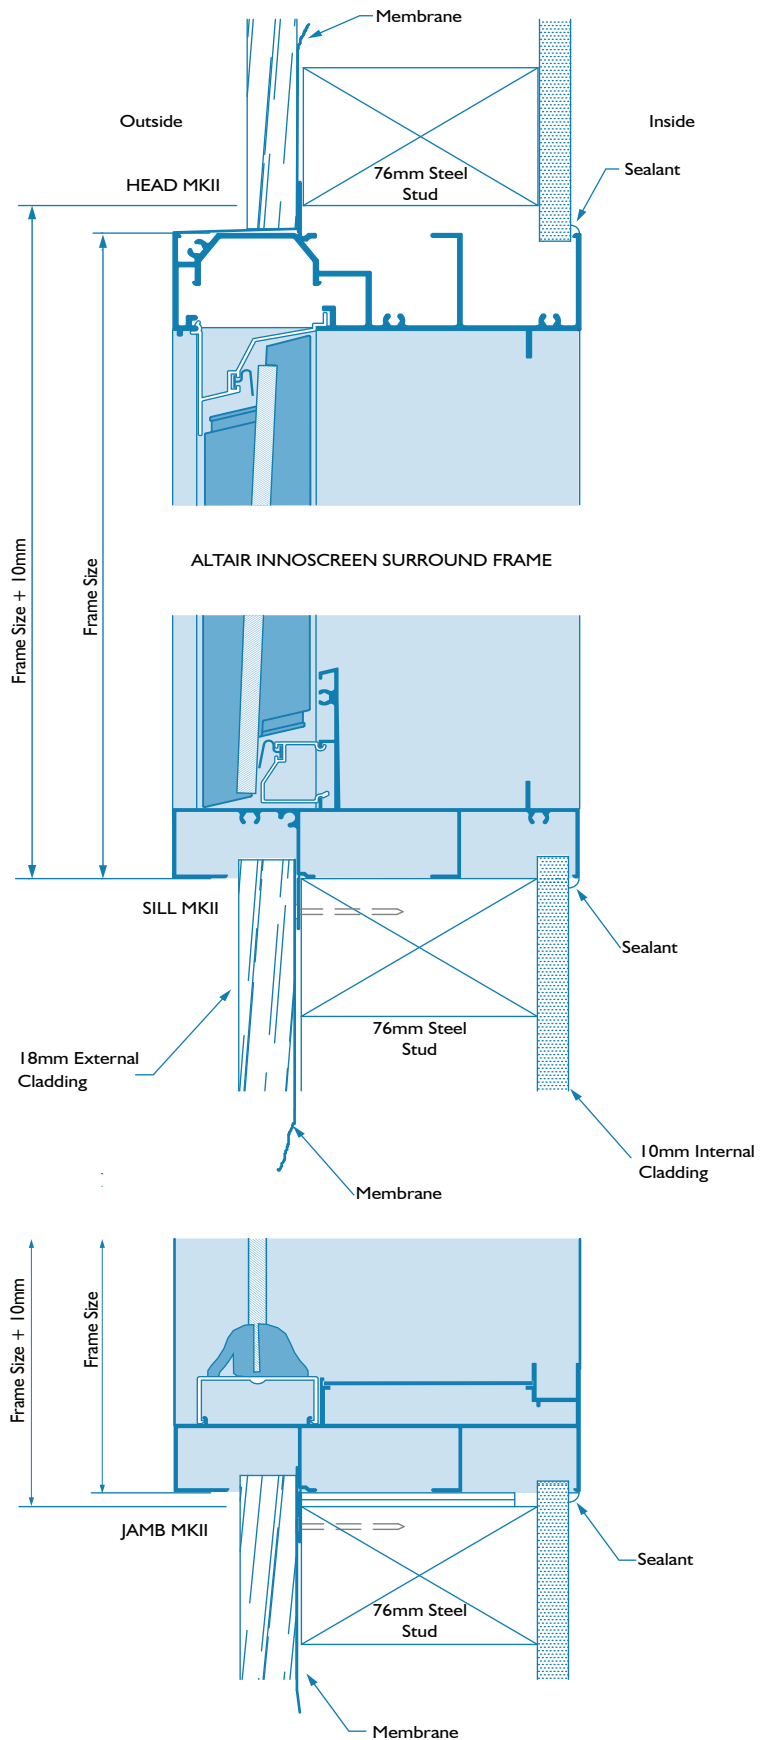 Membrane
Outside
Inside
76mm Steel
Stud
Sealant
HEAD MKII
Frame Size + 10mm
Frame Size
ALTAIR INNOSCREEN SURROUND FRAME
SILL MKII
Sealant
76mm Steel
Stud
18mm External
Cladding
10mm Internal
Cladding
Membrane
Frame Size + 10mm
Frame Size
JAMB MKII
Sealant
76mm Steel
Stud
Membrane